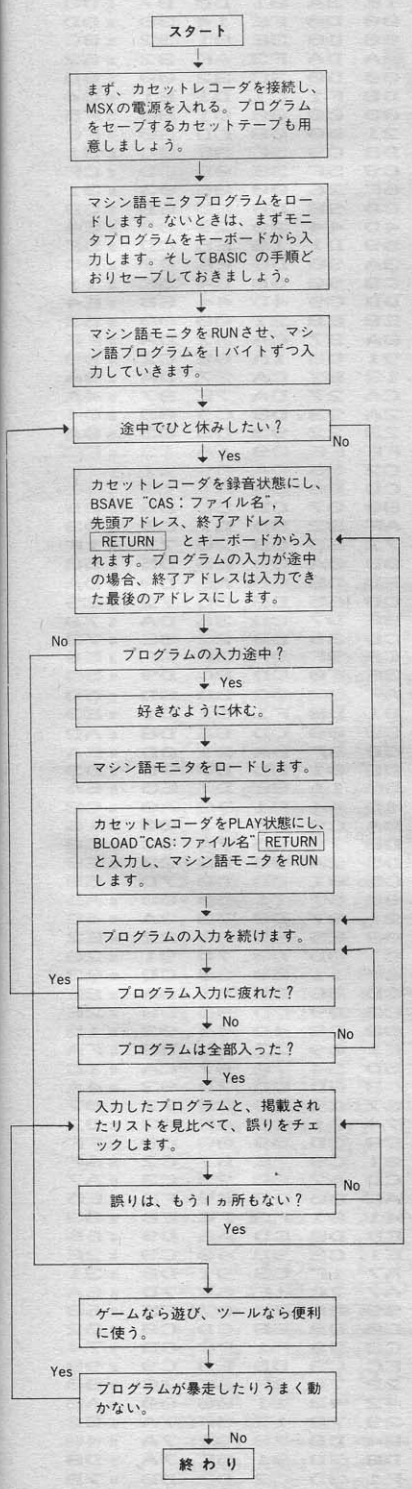 スタート
まず、カセットレコーダを接続し、
MSXの電源を入れる。プログラム
をセーブするカセットテープも用
意しましょう。
マシン語モニタプログラムをロー
ドします。ないときは、まずモニ
タプログラムをキーボードから入
力します。そしてBASIC の手順ど
おりセーブしておきましょう。
マシン語モニタをRUNさせ、マシ
ン語プログラムを1バイトずつ入
力していきます。
途中でひと休みしたい？
No
Yes
カセットレコーダを録音状態にし、
BSAVE "CAS：ファイル名",
先頭アドレス、終了アドレス
RETURN とキーボードから入
れます。プログラムの入力が途中
の場合、終了アドレスは入力でき
た最後のアドレスにします。
No
プログラムの入力途中？
Yes
好きなように休む。
マシン語モニタをロードします。
カセットレコーダをPLAY状態にし、
BLOAD"CAS：ファイル名" RETURN
と入力し、マシン語モニタをRUN
します。
プログラムの入力を続けます。
Yes
プログラム入力に疲れた？
No
プログラムは全部入った？
No
Yes
入力したプログラムと、掲載され
たリストを見比べて、誤りをチェ
ックします。
No
誤りは、もう1ヵ所もない？
Yes
ゲームなら遊び、ツールなら便利
に使う。
Yes
プログラムが暴走したりうまく動
かない。
No
終わり